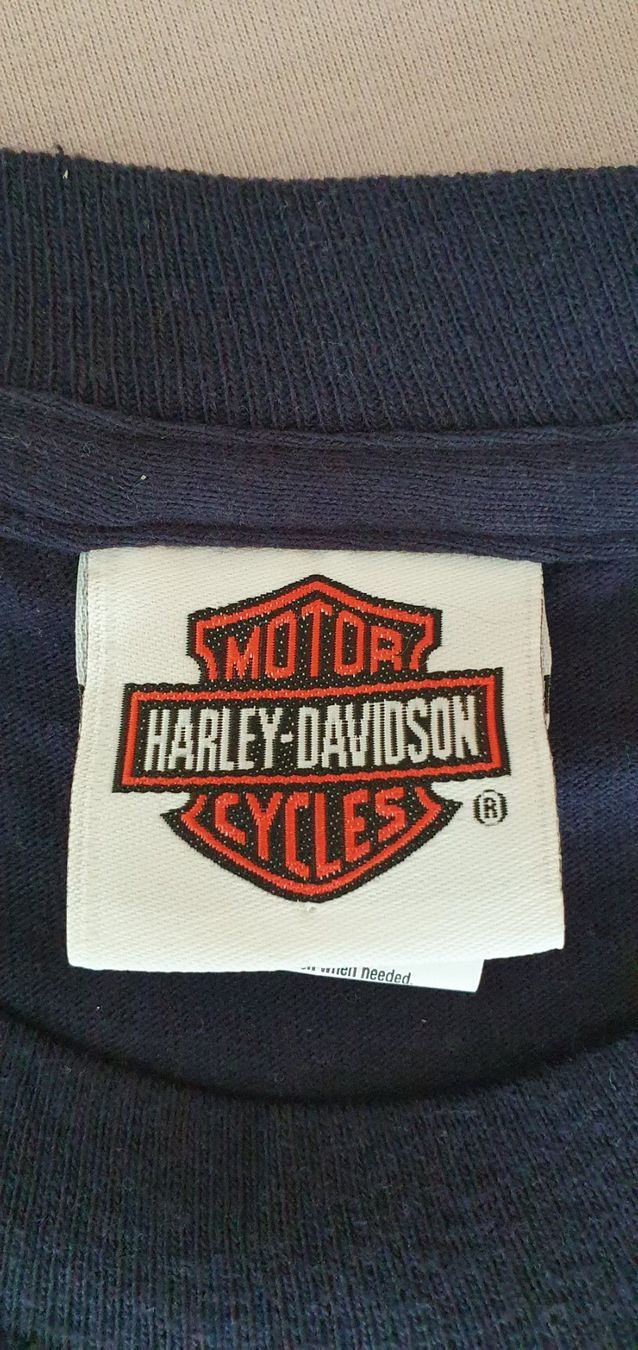 MOTOR
HARLEY-DAVIDSON
CYCLES
®
when needed.